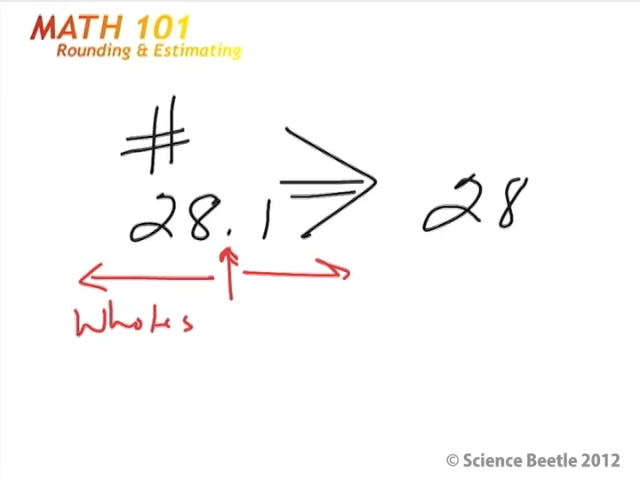 MATH 101
Rounding & Estimating
#
28.1 28
Wholes
© Science Beetle 2012